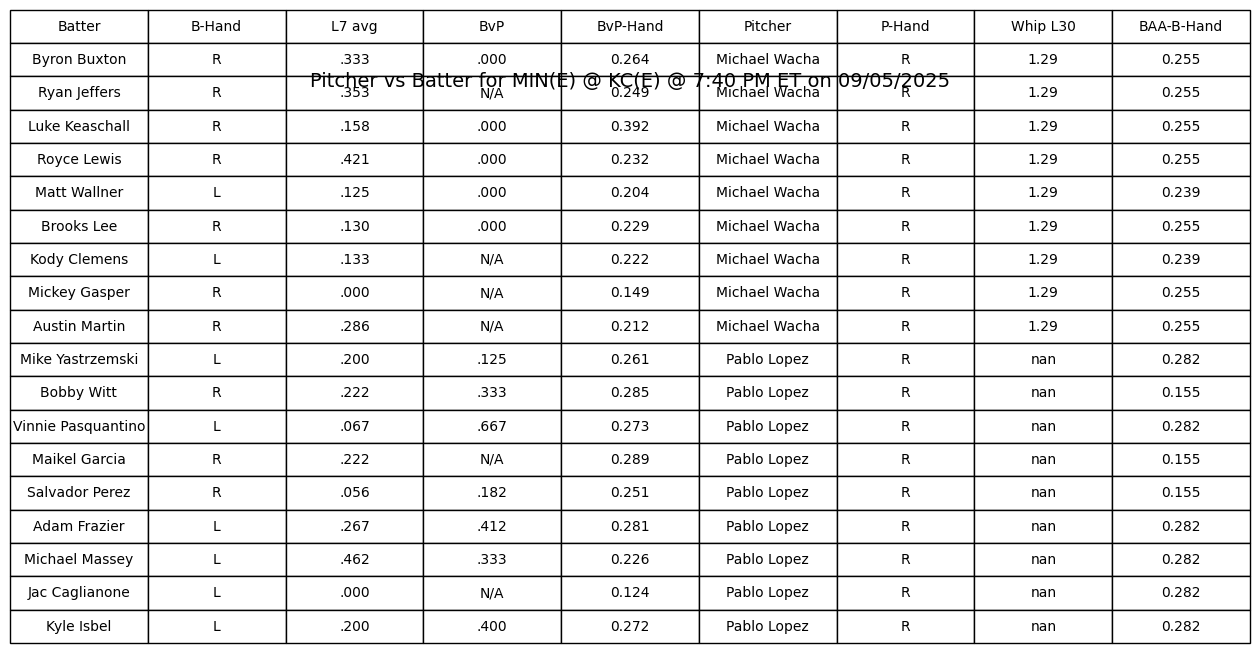 Batter B-Hand L7 avg BvP BvP-Hand Pitcher P-Hand Whip L30 BAA-B-Hand
Byron Buxton R .333 .000 0.264 Michael Wacha R 1.29 0.255
Pitcher vs Batter for MIN(E) @ KC(E) @ 7:40 PM ET on 09/05/2025
Ryan Jeffers R .353 N/A 0.249 Michael Wacha R 1.29 0.255
Luke Keaschall R .158 .000 0.392 Michael Wacha R 1.29 0.255
Royce Lewis R .421 .000 0.232 Michael Wacha R 1.29 0.255
Matt Wallner L .125 .000 0.204 Michael Wacha R 1.29 0.239
Brooks Lee R .130 .000 0.229 Michael Wacha R 1.29 0.255
Kody Clemens L .133 N/A 0.222 Michael Wacha R 1.29 0.239
Mickey Gasper R .000 N/A 0.149 Michael Wacha R 1.29 0.255
Austin Martin R .286 N/A 0.212 Michael Wacha R 1.29 0.255
Mike Yastrzemski L .200 .125 0.261 Pablo Lopez R nan 0.282
Bobby Witt R .222 .333 0.285 Pablo Lopez R nan 0.155
Vinnie Pasquantino L .067 .667 0.273 Pablo Lopez R nan 0.282
Maikel Garcia R .222 N/A 0.289 Pablo Lopez R nan 0.155
Salvador Perez R .056 .182 0.251 Pablo Lopez R nan 0.155
Adam Frazier L .267 .412 0.281 Pablo Lopez R nan 0.282
Michael Massey L .462 .333 0.226 Pablo Lopez R nan 0.282
Jac Caglianone L .000 N/A 0.124 Pablo Lopez R nan 0.282
Kyle Isbel L .200 .400 0.272 Pablo Lopez R nan 0.282